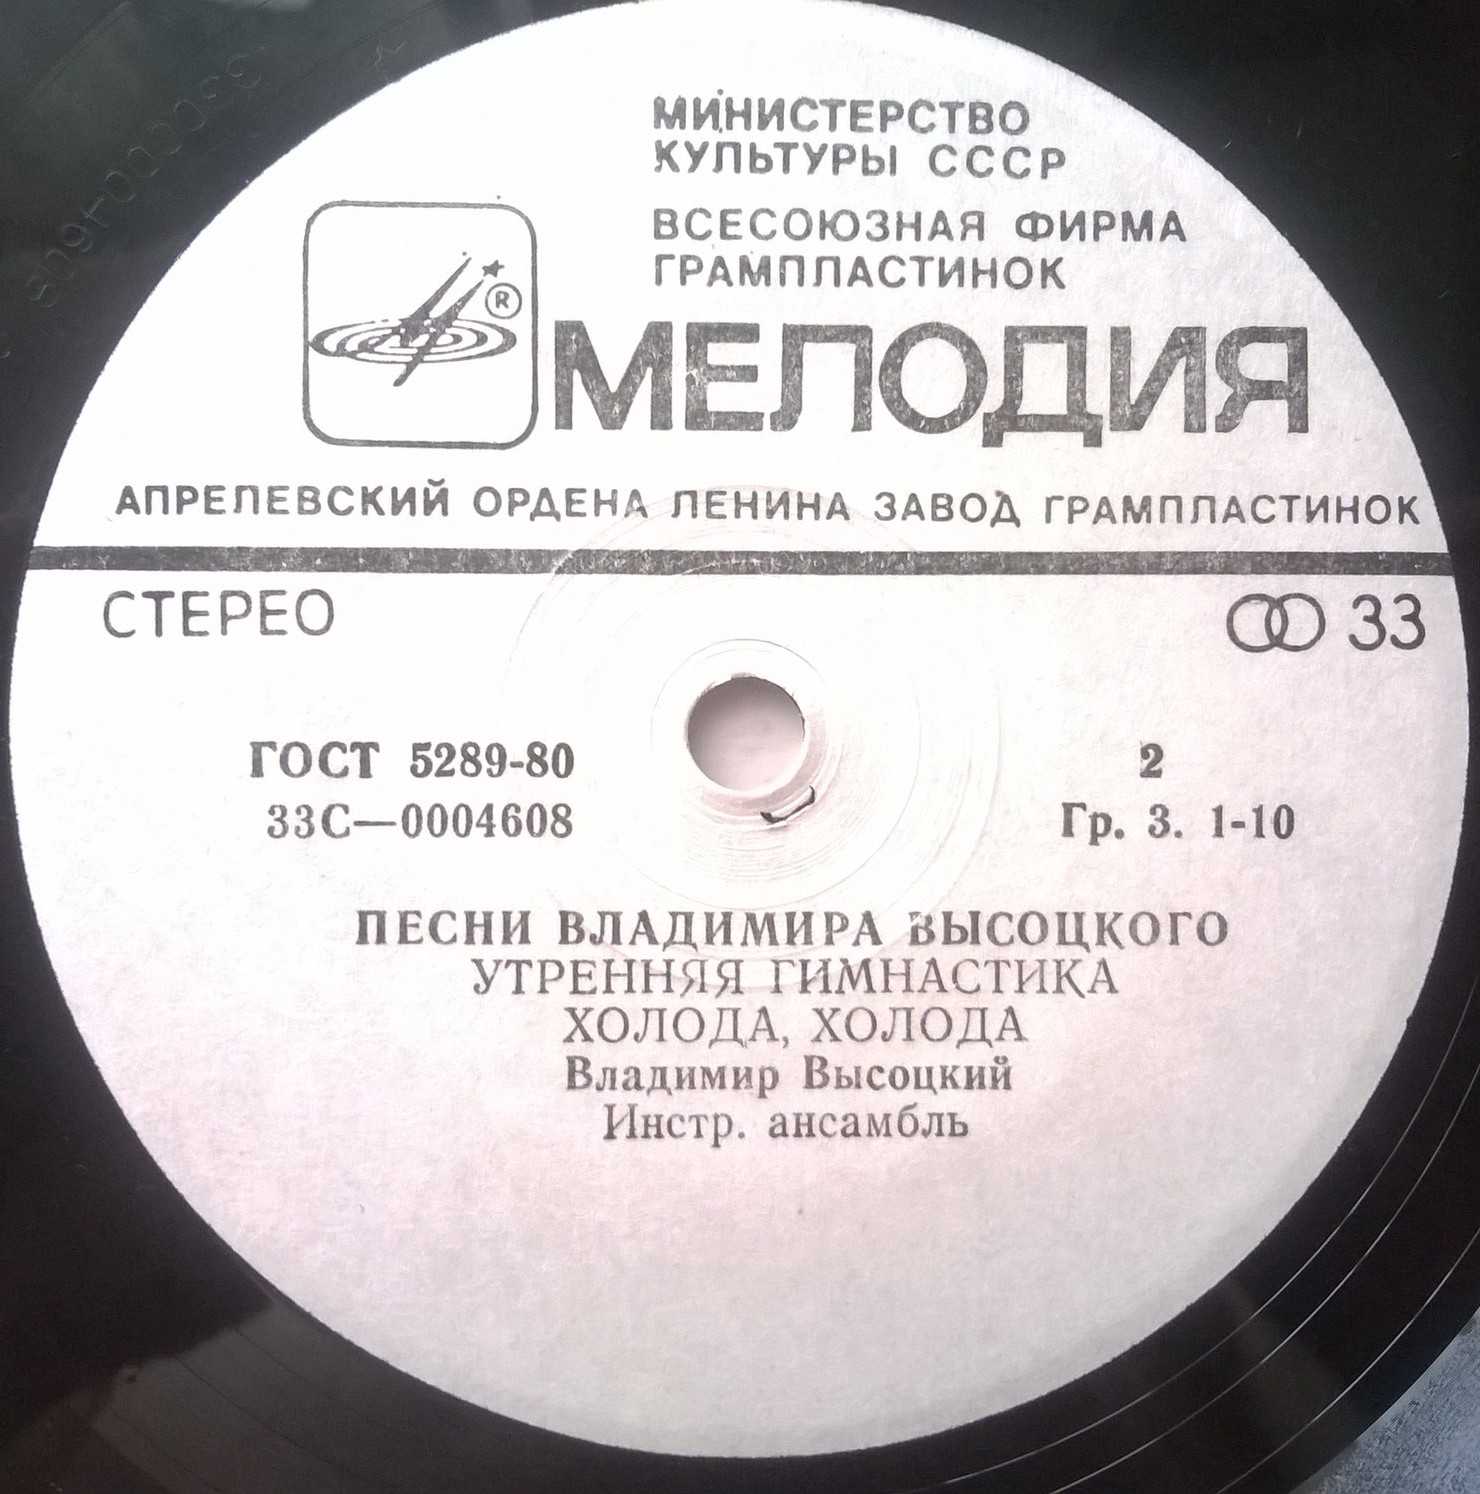 МИНИСТЕРСТВО
КУЛЬТУРЫ СССР
ВСЕСОЮЗНАЯ ФИРМА
ГРАМПЛАСТИНОК
®
МЕЛОДИЯ
АПРЕЛЕВСКИЙ ОРДЕНА ЛЕНИНА ЗАВОД ГРАМПЛАСТИНОК
СТЕРЕО
33
ГОСТ 5289-80
2
33С—0004608
Гр. 3. 1-10
ПЕСНИ ВЛАДИМИРА ВЫСОЦКОГО
УТРЕННЯЯ ГИМНАСТИКА
ХОЛОДА, ХОЛОДА
Владимир Высоцкий
Инстр. ансамбль